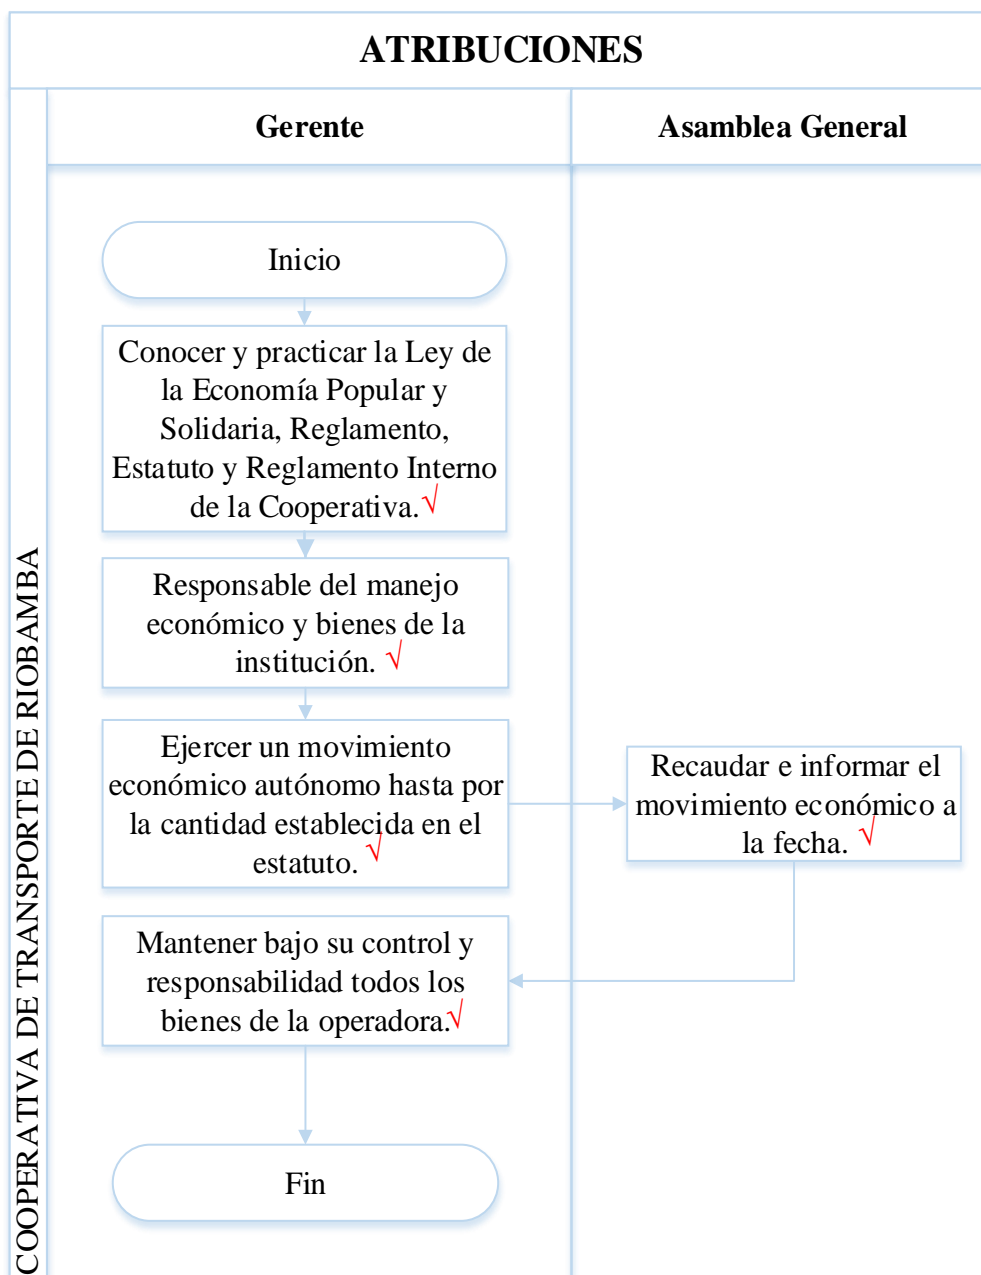 ATRIBUCIONES
Gerente
Asamblea General
COOPERATIVA DE TRANSPORTE DE RIOBAMBA
Inicio
Conocer y practicar la Ley de
la Economía Popular y
Solidaria, Reglamento,
Estatuto y Reglamento Interno
de la Cooperativa. √
Responsable del manejo
económico y bienes de la
institución. √
Ejercer un movimiento
económico autónomo hasta por
la cantidad establecida en el
estatuto. √
Recaudar e informar el
movimiento económico a
la fecha. √
Mantener bajo su control y
responsabilidad todos los
bienes de la operadora. √
Fin